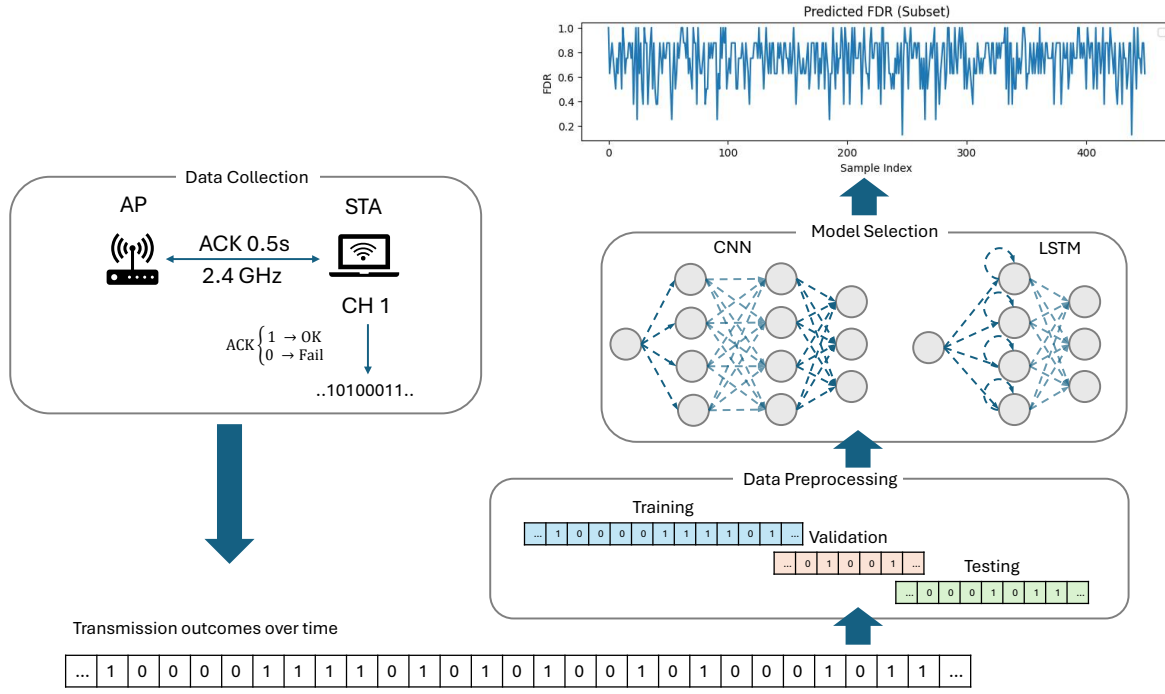 Predicted FDR (Subset)
FDR
1.0
0.8
0.6
0.4
0.2
0 100 200 300 400
Sample Index
Data Collection
AP STA
ACK 0.5s
2.4 GHz
CH 1
ACK { 1 → OK
0 → Fail
..10100011..
Model Selection
CNN LSTM
Data Preprocessing
Training
... 1 0 0 0 0 1 1 1 1 0 1 ...
Validation
... 0 1 0 0 1 ...
Testing
... 0 0 0 1 0 1 1 ...
Transmission outcomes over time
... 1 0 0 0 0 1 1 1 1 0 1 0 1 0 1 0 0 1 0 1 0 0 0 1 0 1 1 ...